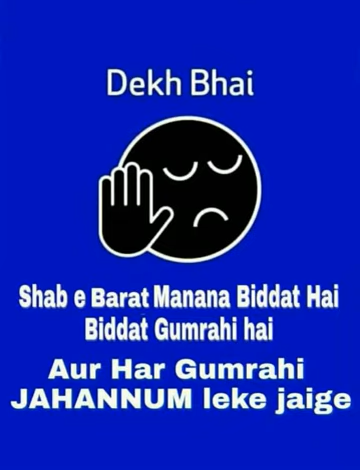 Dekh Bhai
Shab e Barat Manana Biddat Hai
Biddat Gumrahi hai
Aur Har Gumrahi
JAHANNUM leke jaige